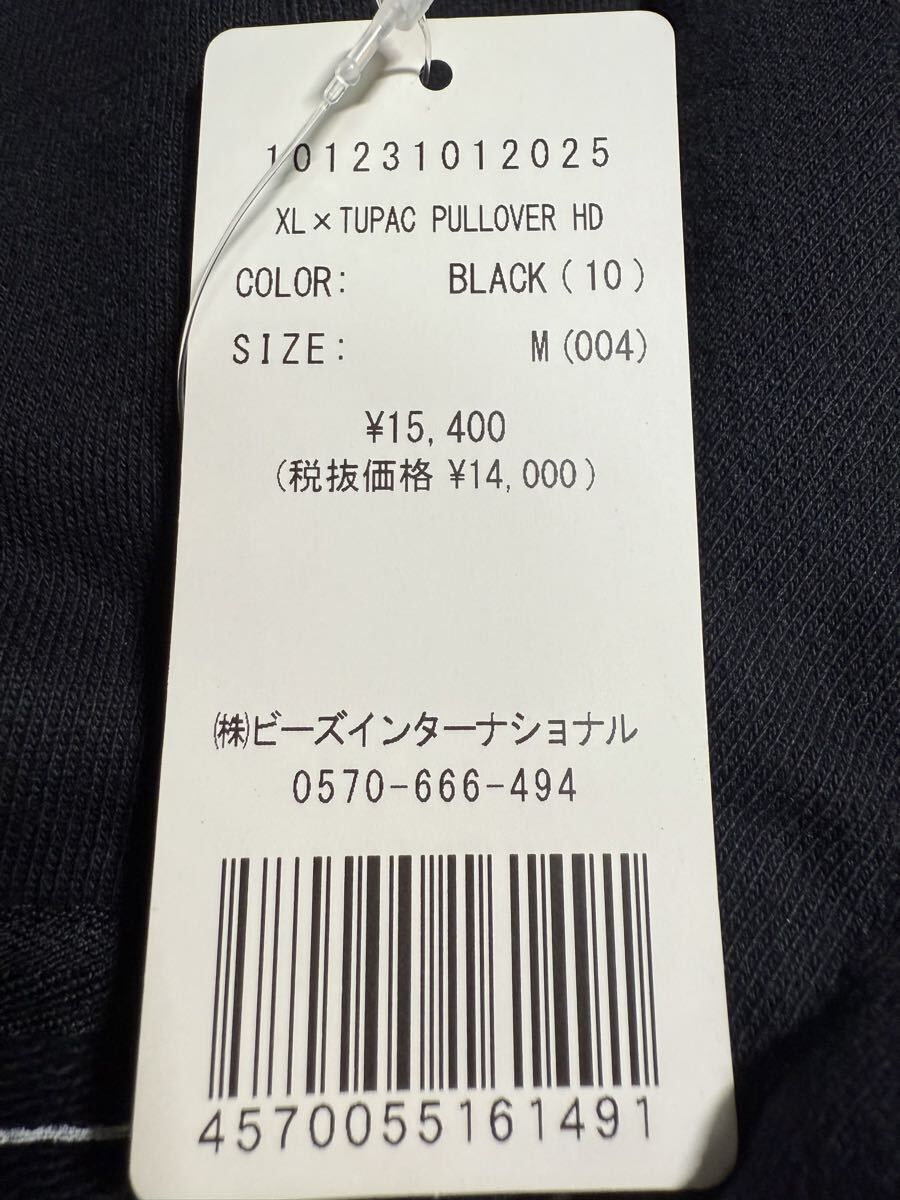 101231012025
XL×TUPAC PULLOVER HD
COLOR: BLACK(10)
SIZE: M(004)
¥15,400
(税抜価格 ¥14,000)
㈱ビーズインターナショナル
0570-666-494
4570055161491